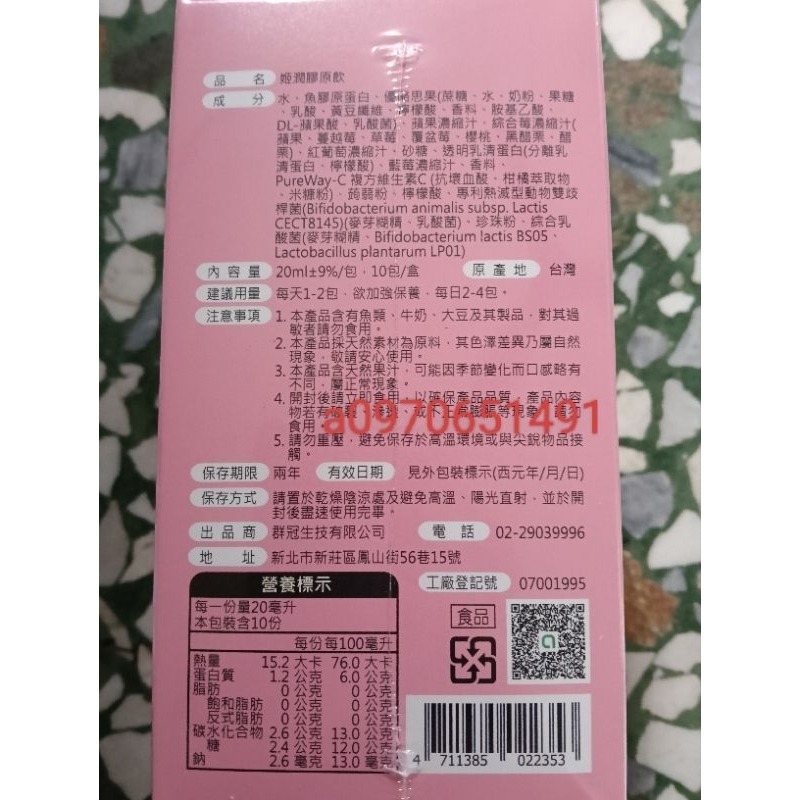 品名 姬潤膠原飲
成分 水、魚膠原蛋白、優酪思果(蔗糖、水、奶粉、果糖
、乳酸、黃豆纖維、檸檬酸、香料、胺基乙酸、
DL-蘋果酸、乳酸菌)、蘋果濃縮汁、綜合莓濃縮汁(
蘋果、蔓越莓、草莓、覆盆莓、櫻桃、黑醋栗、醋
栗)、紅葡萄濃縮汁、砂糖、透明乳清蛋白(分離乳
清蛋白、檸檬酸)、藍莓濃縮汁、香料、
PureWay-C 複方維生素C (抗壞血酸、柑橘萃取物
、米糠粉)、蒟蒻粉、檸檬酸、專利熱滅型動物雙歧
桿菌(Bifidobacterium animalis subsp. Lactis
CECT8145)(麥芽糊精、乳酸菌)、珍珠粉、綜合乳
酸菌(麥芽糊精、Bifidobacterium lactis BS05、
Lactobacillus plantarum LP01)
內容量 20ml±9%/包，10包/盒 原產地 台灣
建議用量 每天1-2包，欲加強保養，每日2-4包。
注意事項 1. 本產品含有魚類、牛奶、大豆及其製品，對其過
敏者請勿食用。
2. 本產品採天然素材為原料，其色澤差異乃屬自然
現象，敬請安心使用。
3. 本產品含天然果汁，可能因季節變化而口感略有
不同，屬正常現象。
4. 開封後請立即食用，以確保產品品質，產品內容
物若有破裂、滲透、或不正常膨脹等現象，請勿
食用
a0970651491
5. 請勿重壓，避免保存於高溫環境或與尖銳物品接
觸。
保存期限 兩年 有效日期 見外包裝標示(西元年/月/日)
保存方式 請置於乾燥陰涼處及避免高溫、陽光直射，並於開
封後盡速使用完畢。
出品商 群冠生技有限公司 電話 02-29039996
地址 新北市新莊區鳳山街56巷15號
營養標示 工廠登記號 07001995
每一份量20毫升
本包裝含10份
食品
每份 每100毫升
熱量 15.2 大卡 76.0 大卡
蛋白質 1.2 公克 6.0 公克
脂肪 0 公克 0 公克
飽和脂肪 0 公克 0 公克
反式脂肪 0 公克 0 公克
碳水化合物 2.6 公克 13.0 公克
糖 2.4 公克 12.0 公克
鈉 2.6 毫克 13.0 毫克
4 711385 022353